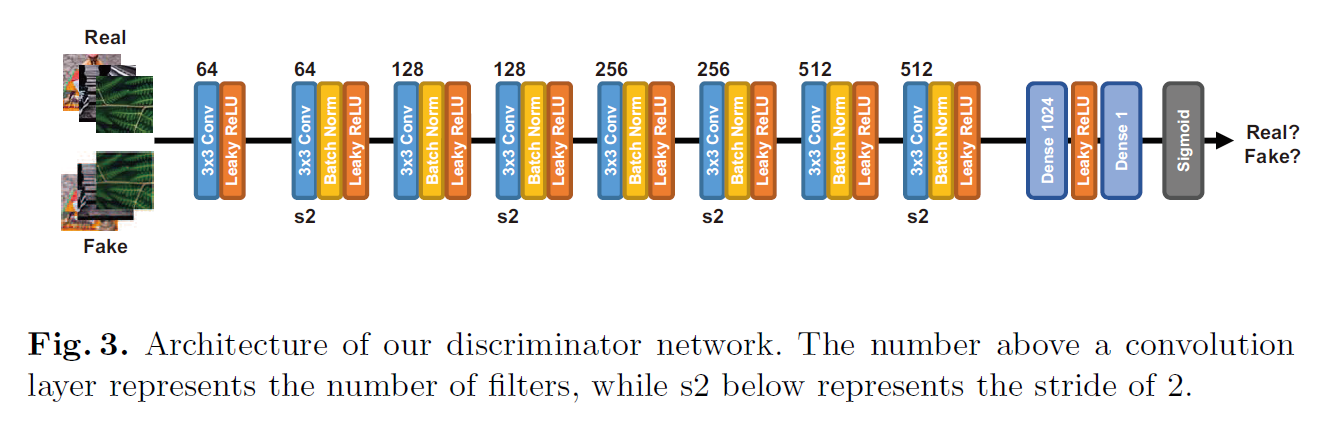 Real
64 64 128 128 256 256 512 512
3x3 Conv Leaky ReLU
3x3 Conv Batch Norm Leaky ReLU
3x3 Conv Batch Norm Leaky ReLU
3x3 Conv Batch Norm Leaky ReLU
3x3 Conv Batch Norm Leaky ReLU
3x3 Conv Batch Norm Leaky ReLU
3x3 Conv Batch Norm Leaky ReLU
3x3 Conv Batch Norm Leaky ReLU
Dense 1024 Leaky ReLU Dense 1
Sigmoid
Real?
Fake?
s2 s2 s2 s2
Fake
Fig. 3. Architecture of our discriminator network. The number above a convolution
layer represents the number of filters, while s2 below represents the stride of 2.